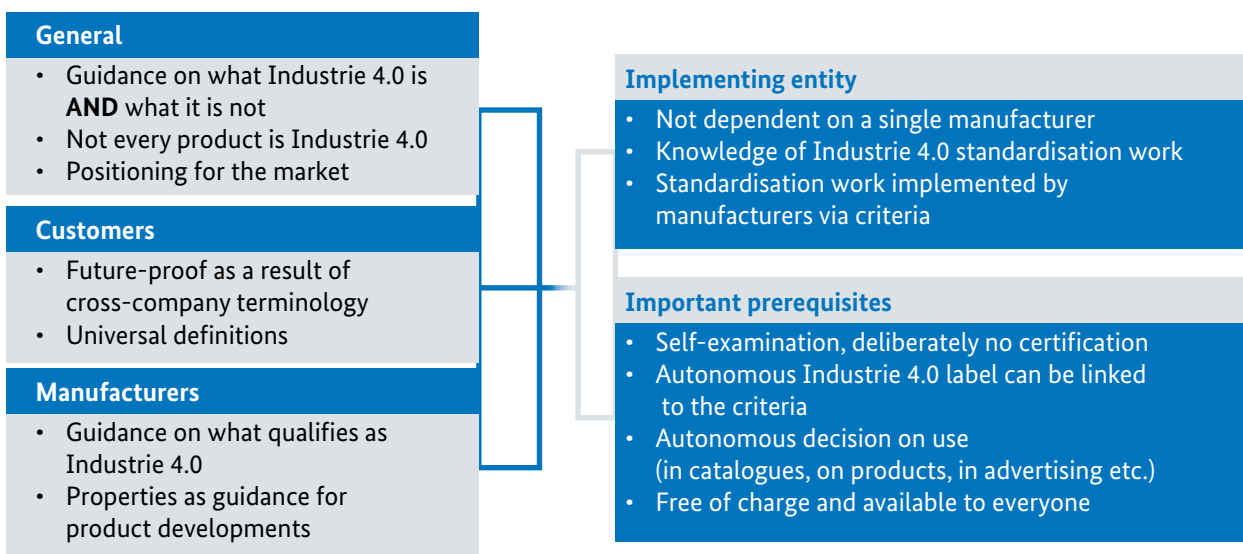 General
• Guidance on what Industrie 4.0 is
AND what it is not
• Not every product is Industrie 4.0
• Positioning for the market
Customers
• Future-proof as a result of
cross-company terminology
• Universal definitions
Manufacturers
• Guidance on what qualifies as
Industrie 4.0
• Properties as guidance for
product developments
Implementing entity
• Not dependent on a single manufacturer
• Knowledge of Industrie 4.0 standardisation work
• Standardisation work implemented by
manufacturers via criteria
Important prerequisites
• Self-examination, deliberately no certification
• Autonomous Industrie 4.0 label can be linked
to the criteria
• Autonomous decision on use
(in catalogues, on products, in advertising etc.)
• Free of charge and available to everyone